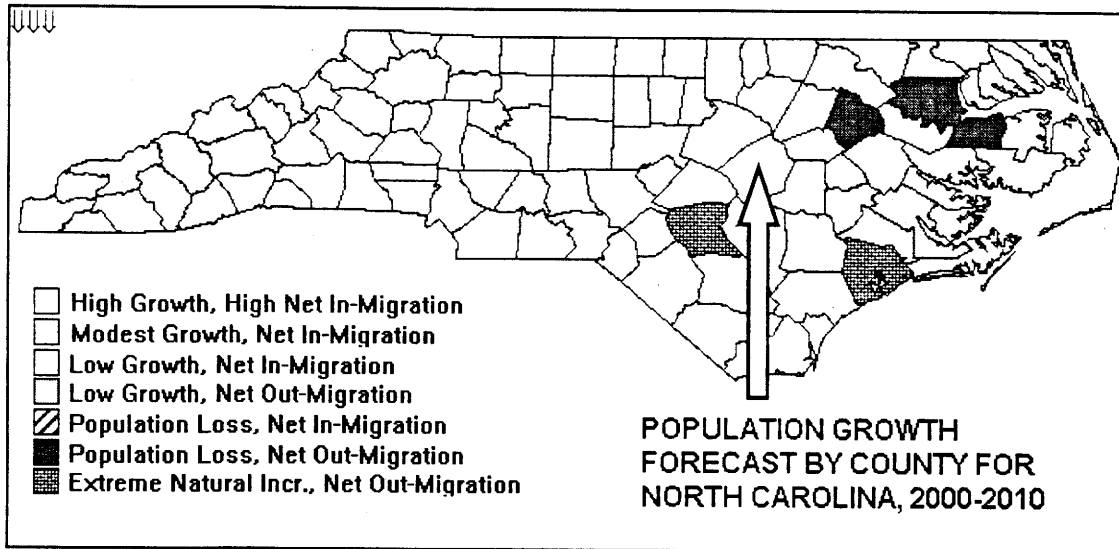 High Growth, High Net In-Migration
Modest Growth, Net In-Migration
Low Growth, Net In-Migration
Low Growth, Net Out-Migration
Population Loss, Net In-Migration
Population Loss, Net Out-Migration
Extreme Natural Incr., Net Out-Migration
POPULATION GROWTH
FORECAST BY COUNTY FOR
NORTH CAROLINA, 2000-2010